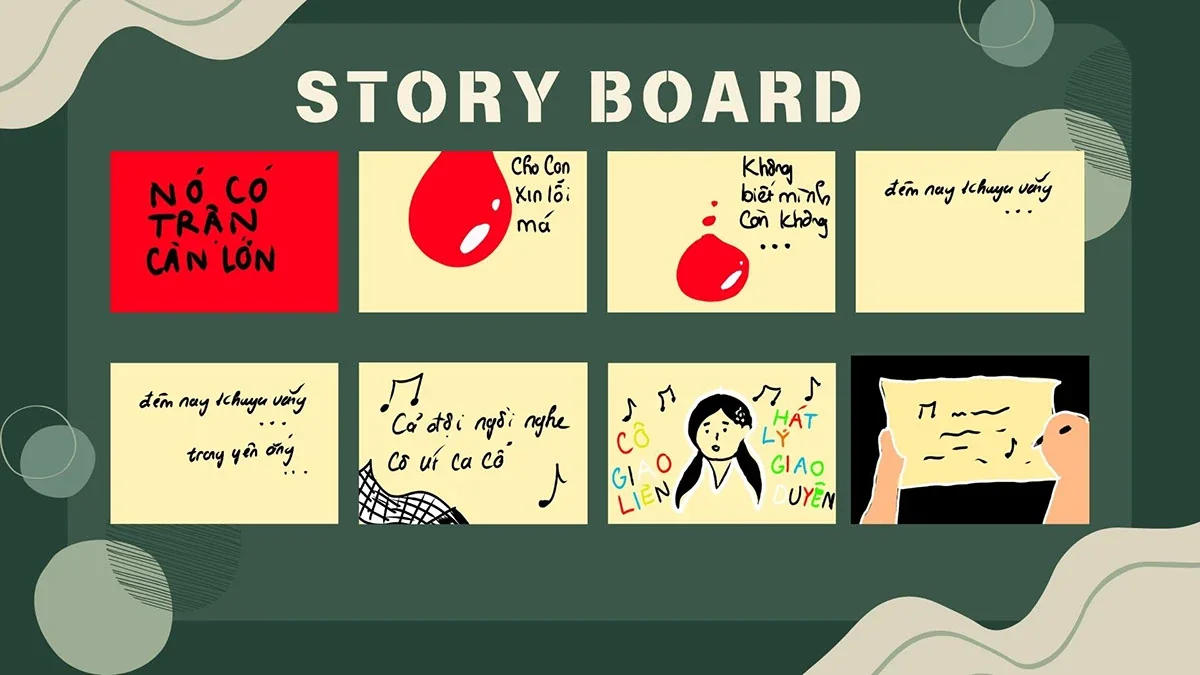 STORY BOARD
NÓ CÓ
TRẬN
CÀN LỚN
Cho Con
Xin lỗi
má
Không
biết mình
Còn không
...
đêm nay khuya vắng
...
đêm nay khuya vắng
...
trong yên ắng
...
Cả đội ngồi nghe
Cô út ca Cổ
CÔ
GIAO
LIÊN
HÁT
LÝ
GIAO
DUYÊN